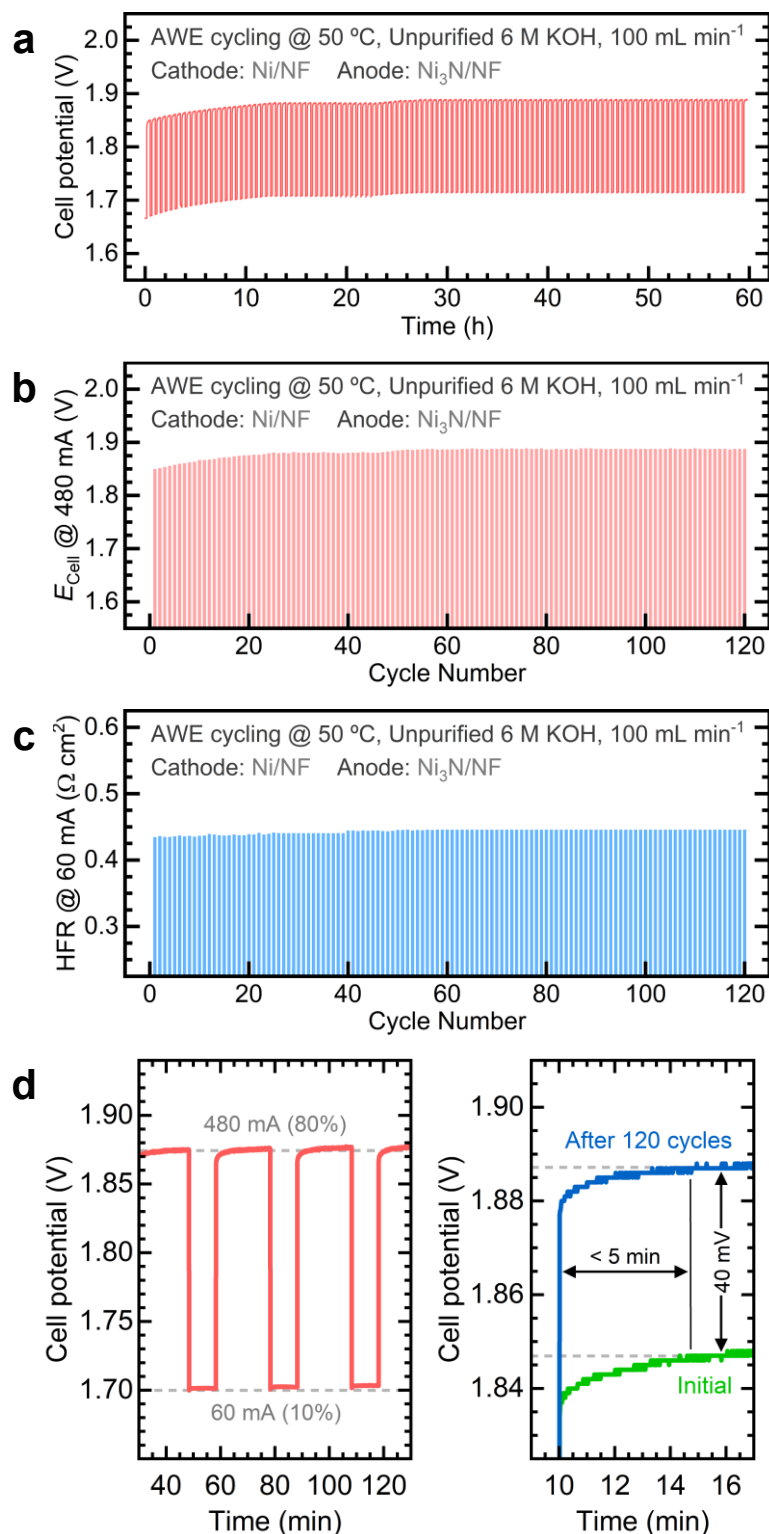 a
AWE cycling @ 50 ºC, Unpurified 6 M KOH, 100 mL min⁻¹
Cathode: Ni/NF Anode: Ni₃N/NF
Cell potential (V)
2.0
1.9
1.8
1.7
1.6
0 10 20 30 40 50 60
Time (h)
b
AWE cycling @ 50 ºC, Unpurified 6 M KOH, 100 mL min⁻¹
Cathode: Ni/NF Anode: Ni₃N/NF
E_Cell @ 480 mA (V)
2.0
1.9
1.8
1.7
1.6
0 20 40 60 80 100 120
Cycle Number
c
AWE cycling @ 50 ºC, Unpurified 6 M KOH, 100 mL min⁻¹
Cathode: Ni/NF Anode: Ni₃N/NF
HFR @ 60 mA (Ω cm²)
0.6
0.5
0.4
0.3
0 20 40 60 80 100 120
Cycle Number
d
Cell potential (V)
1.90
1.85
1.80
1.75
1.70
1.65
480 mA (80%)
60 mA (10%)
40 60 80 100 120
Time (min)
Cell potential (V)
1.90
1.88
1.86
1.84
After 120 cycles
< 5 min
40 mV
Initial
10 12 14 16
Time (min)